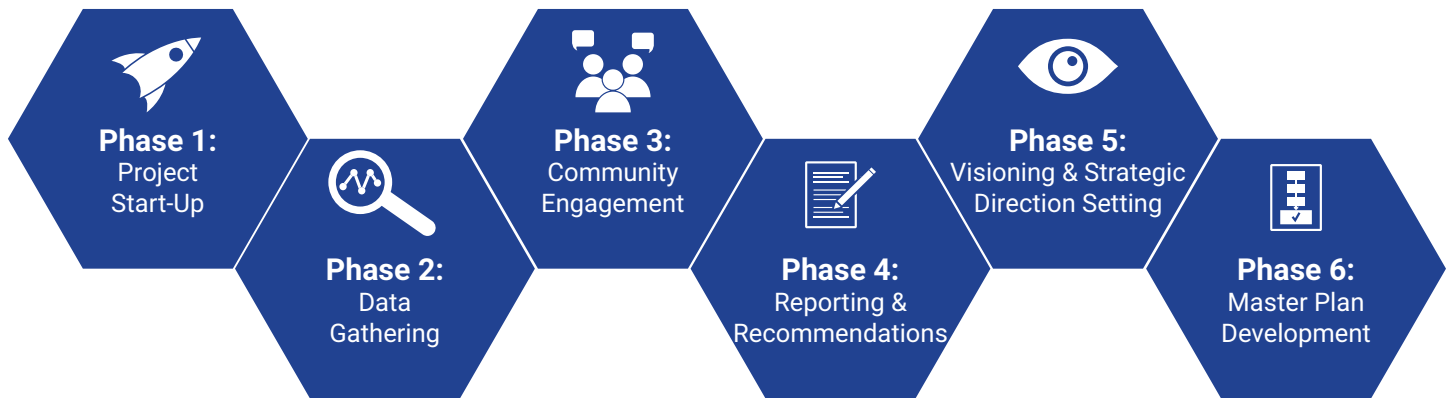 Phase 1:
Project
Start-Up
Phase 2:
Data
Gathering
Phase 3:
Community
Engagement
Phase 4:
Reporting &
Recommendations
Phase 5:
Visioning & Strategic
Direction Setting
Phase 6:
Master Plan
Development